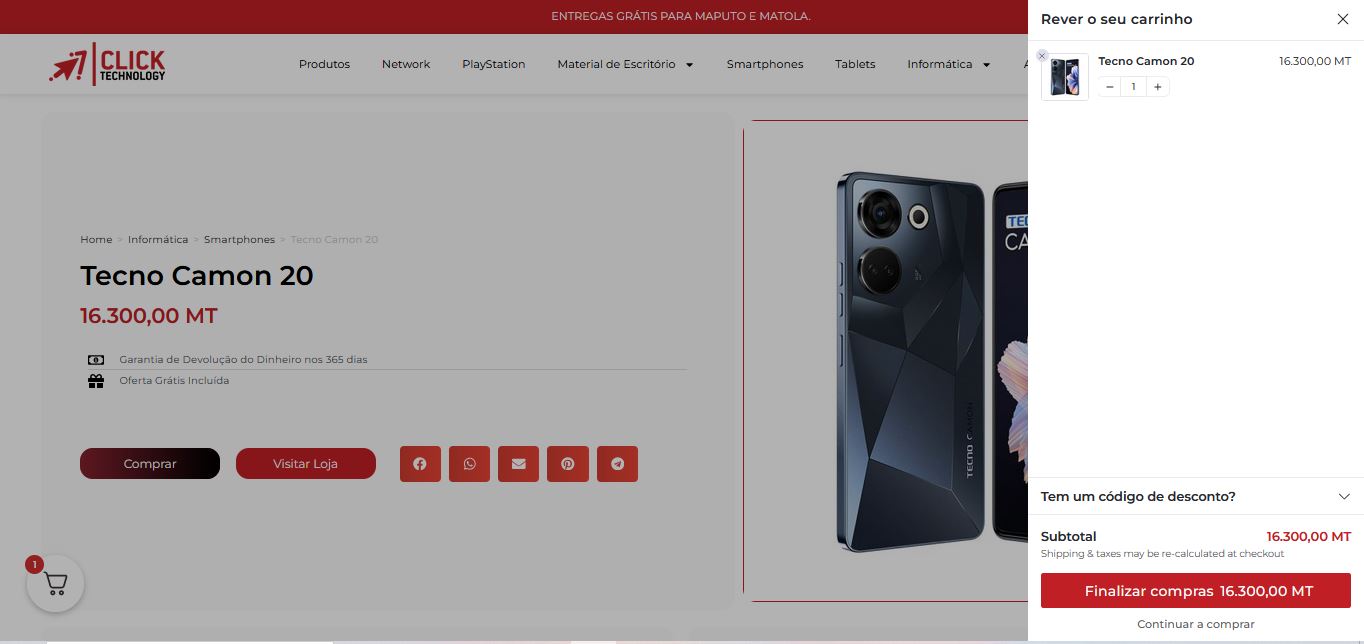 ENTREGAS GRÁTIS PARA MAPUTO E MATOLA.
CLICK
TECHNOLOGY
Produtos Network PlayStation Material de Escritório Smartphones Tablets Informática
Home > Informática > Smartphones > Tecno Camon 20
Tecno Camon 20
16.300,00 MT
Garantia de Devolução do Dinheiro nos 365 dias
Oferta Grátis Incluída
Comprar Visitar Loja
1
TECNO CAMON
Rever o seu carrinho
Tecno Camon 20 16.300,00 MT
− 1 +
Tem um código de desconto?
Subtotal 16.300,00 MT
Shipping & taxes may be re-calculated at checkout
Finalizar compras 16.300,00 MT
Continuar a comprar